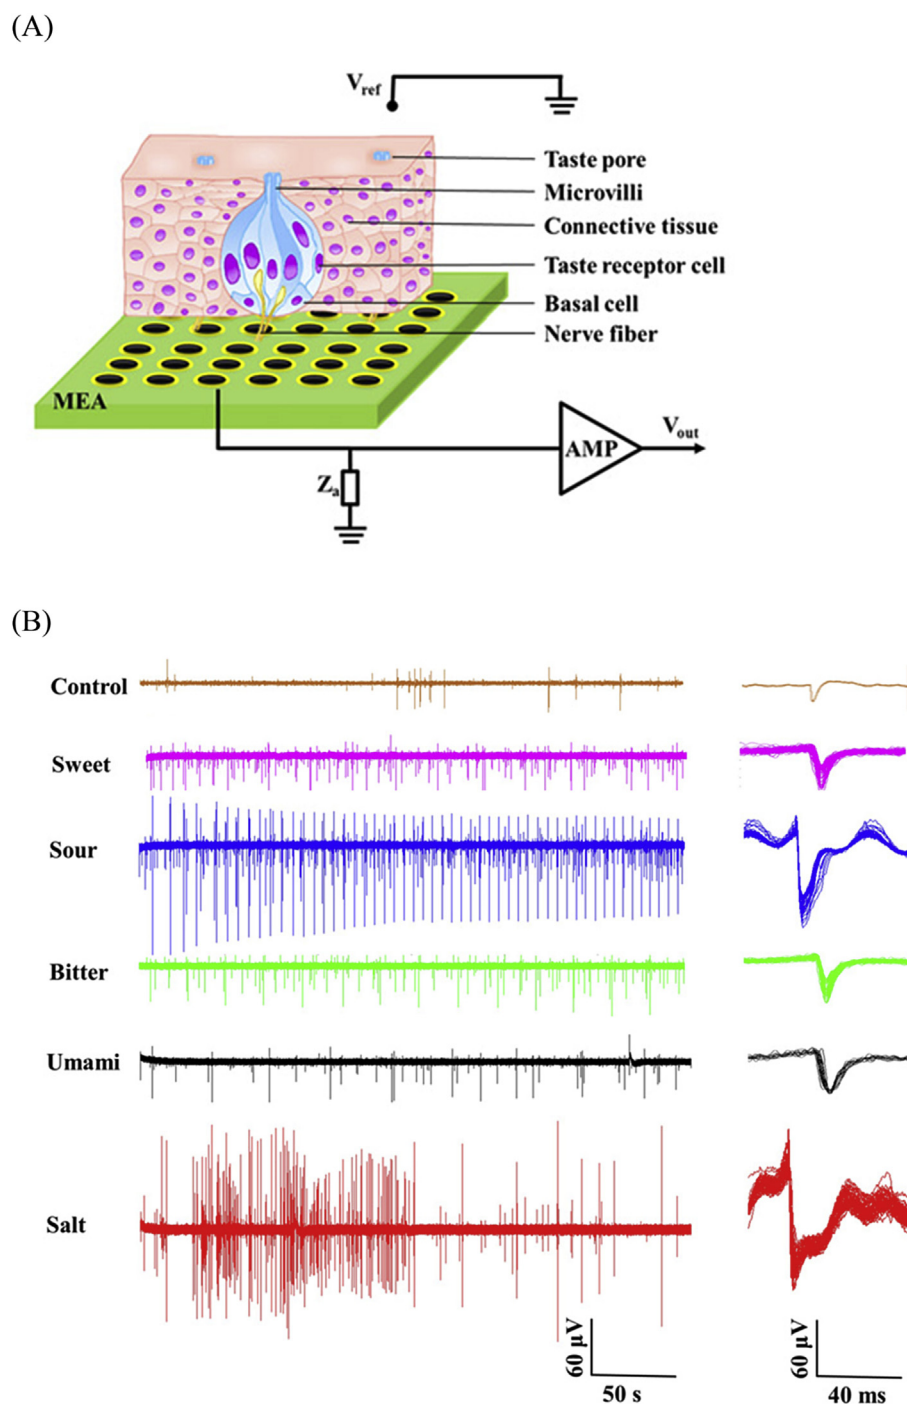 (A)
Vref
Taste pore
Microvilli
Connective tissue
Taste receptor cell
Basal cell
Nerve fiber
MEA
AMP
Vout
Za
(B)
Control
Sweet
Sour
Bitter
Umami
Salt
60 μV
50 s
60 μV
40 ms